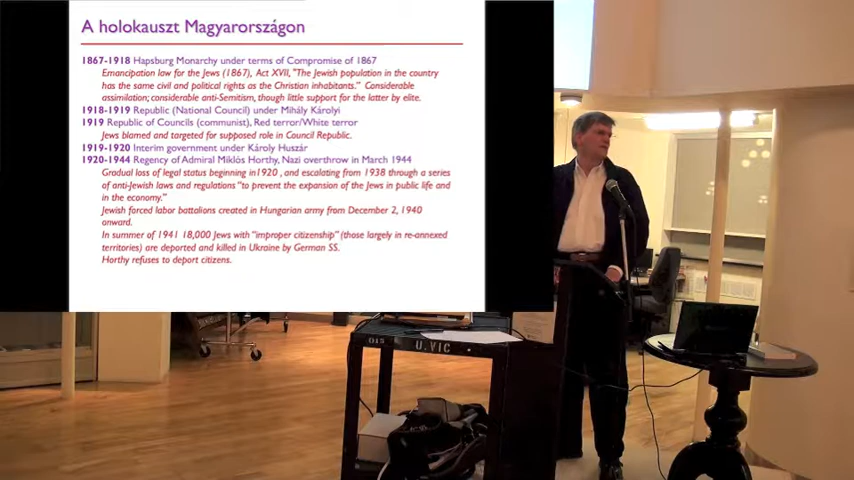 A holokauszt Magyarországon
1867-1918 Hapsburg Monarchy under terms of Compromise of 1867
Emancipation law for the Jews (1867), Act XVII, "The Jewish population in the country
has the same civil and political rights as the Christian inhabitants." Considerable
assimilation; considerable anti-Semitism, though little support for the latter by elite.
1918-1919 Republic (National Council) under Mihály Károlyi
1919 Republic of Councils (communist), Red terror/White terror
Jews blamed and targeted for supposed role in Council Republic.
1919-1920 Interim government under Károly Huszár
1920-1944 Regency of Admiral Miklós Horthy, Nazi overthrow in March 1944
Gradual loss of legal status beginning in1920 , and escalating from 1938 through a series
of anti-Jewish laws and regulations "to prevent the expansion of the Jews in public life and
in the economy."
Jewish forced labor battalions created in Hungarian army from December 2, 1940
onward.
In summer of 1941 18,000 Jews with "improper citizenship" (those largely in re-annexed
territories) are deported and killed in Ukraine by German SS.
Horthy refuses to deport citizens.
015 U.VIC